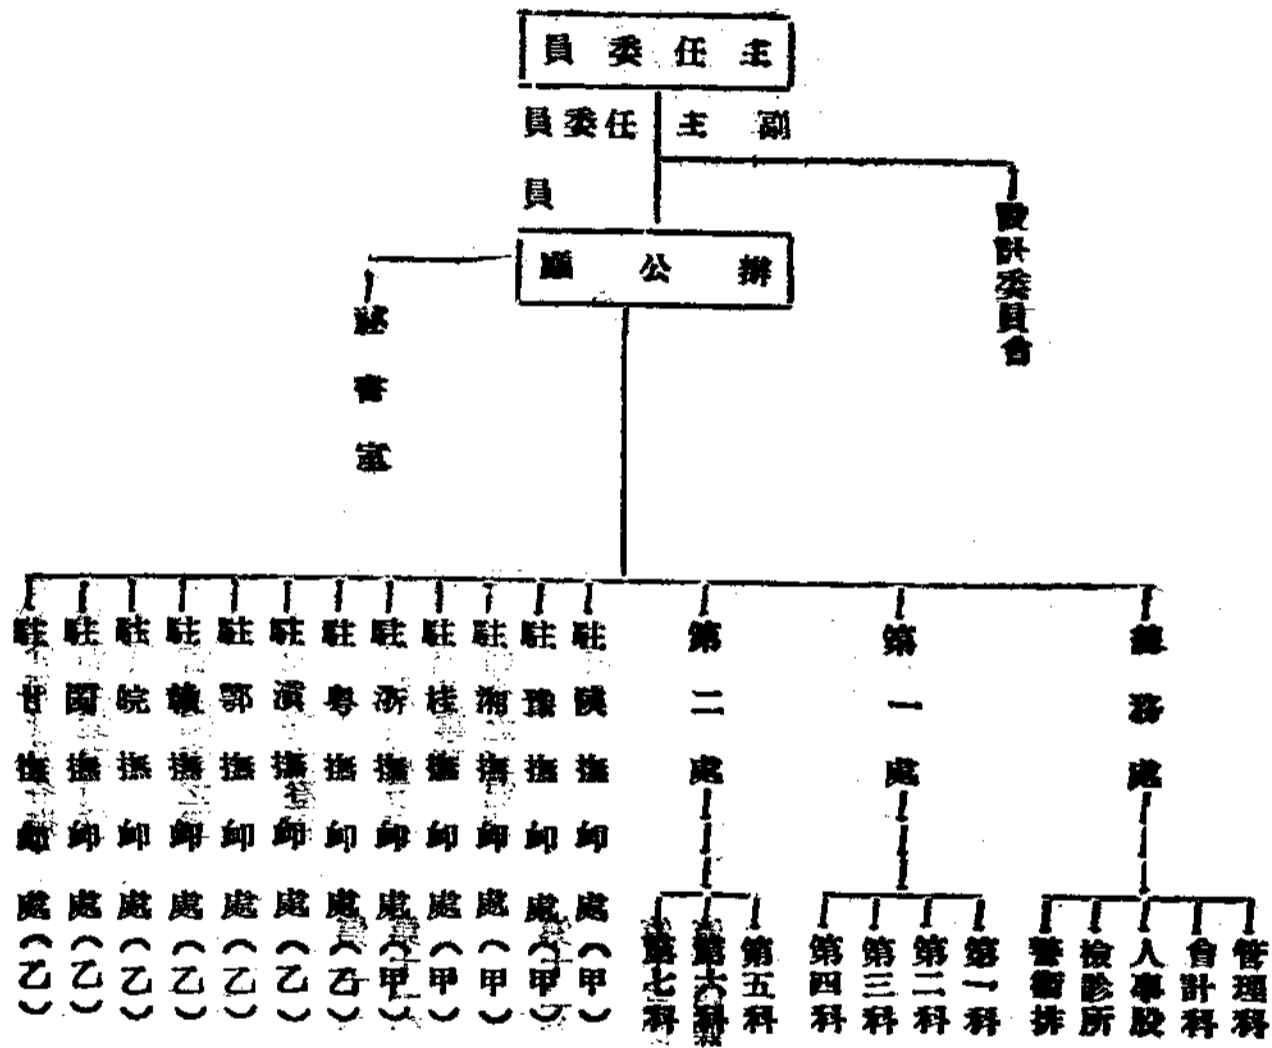 主任委員
副主任委員
員
辦公廳
設計委員會
秘書室
總務處
管理科
會計科
人事股
檢診所
警衛排
第一處
第一科
第二科
第三科
第四科
第二處
第五科
第六科
第七科
駐陝撫卹處(甲)
駐豫撫卹處(甲)
駐湘撫卹處(甲)
駐桂撫卹處(甲)
駐浙撫卹處(甲)
駐粵撫卹處(乙)
駐滇撫卹處(乙)
駐鄂撫卹處(乙)
駐贛撫卹處(乙)
駐皖撫卹處(乙)
駐閩撫卹處(乙)
駐甘撫卹處(乙)